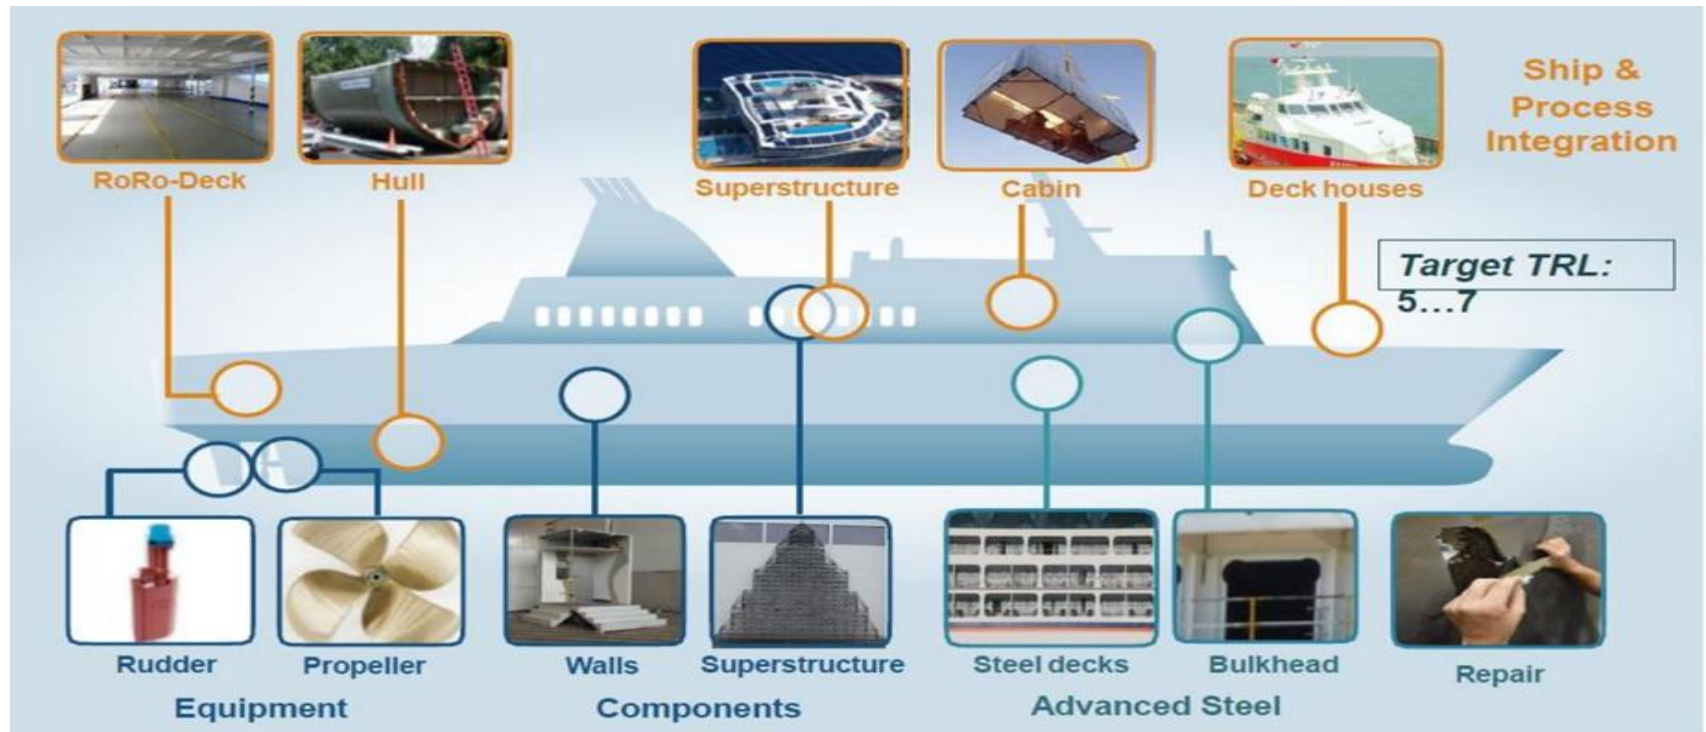 RoRo-Deck
Hull
Superstructure
Cabin
Deck houses
Ship &
Process
Integration
Target TRL:
5...7
Rudder
Propeller
Walls
Superstructure
Steel decks
Bulkhead
Repair
Equipment
Components
Advanced Steel